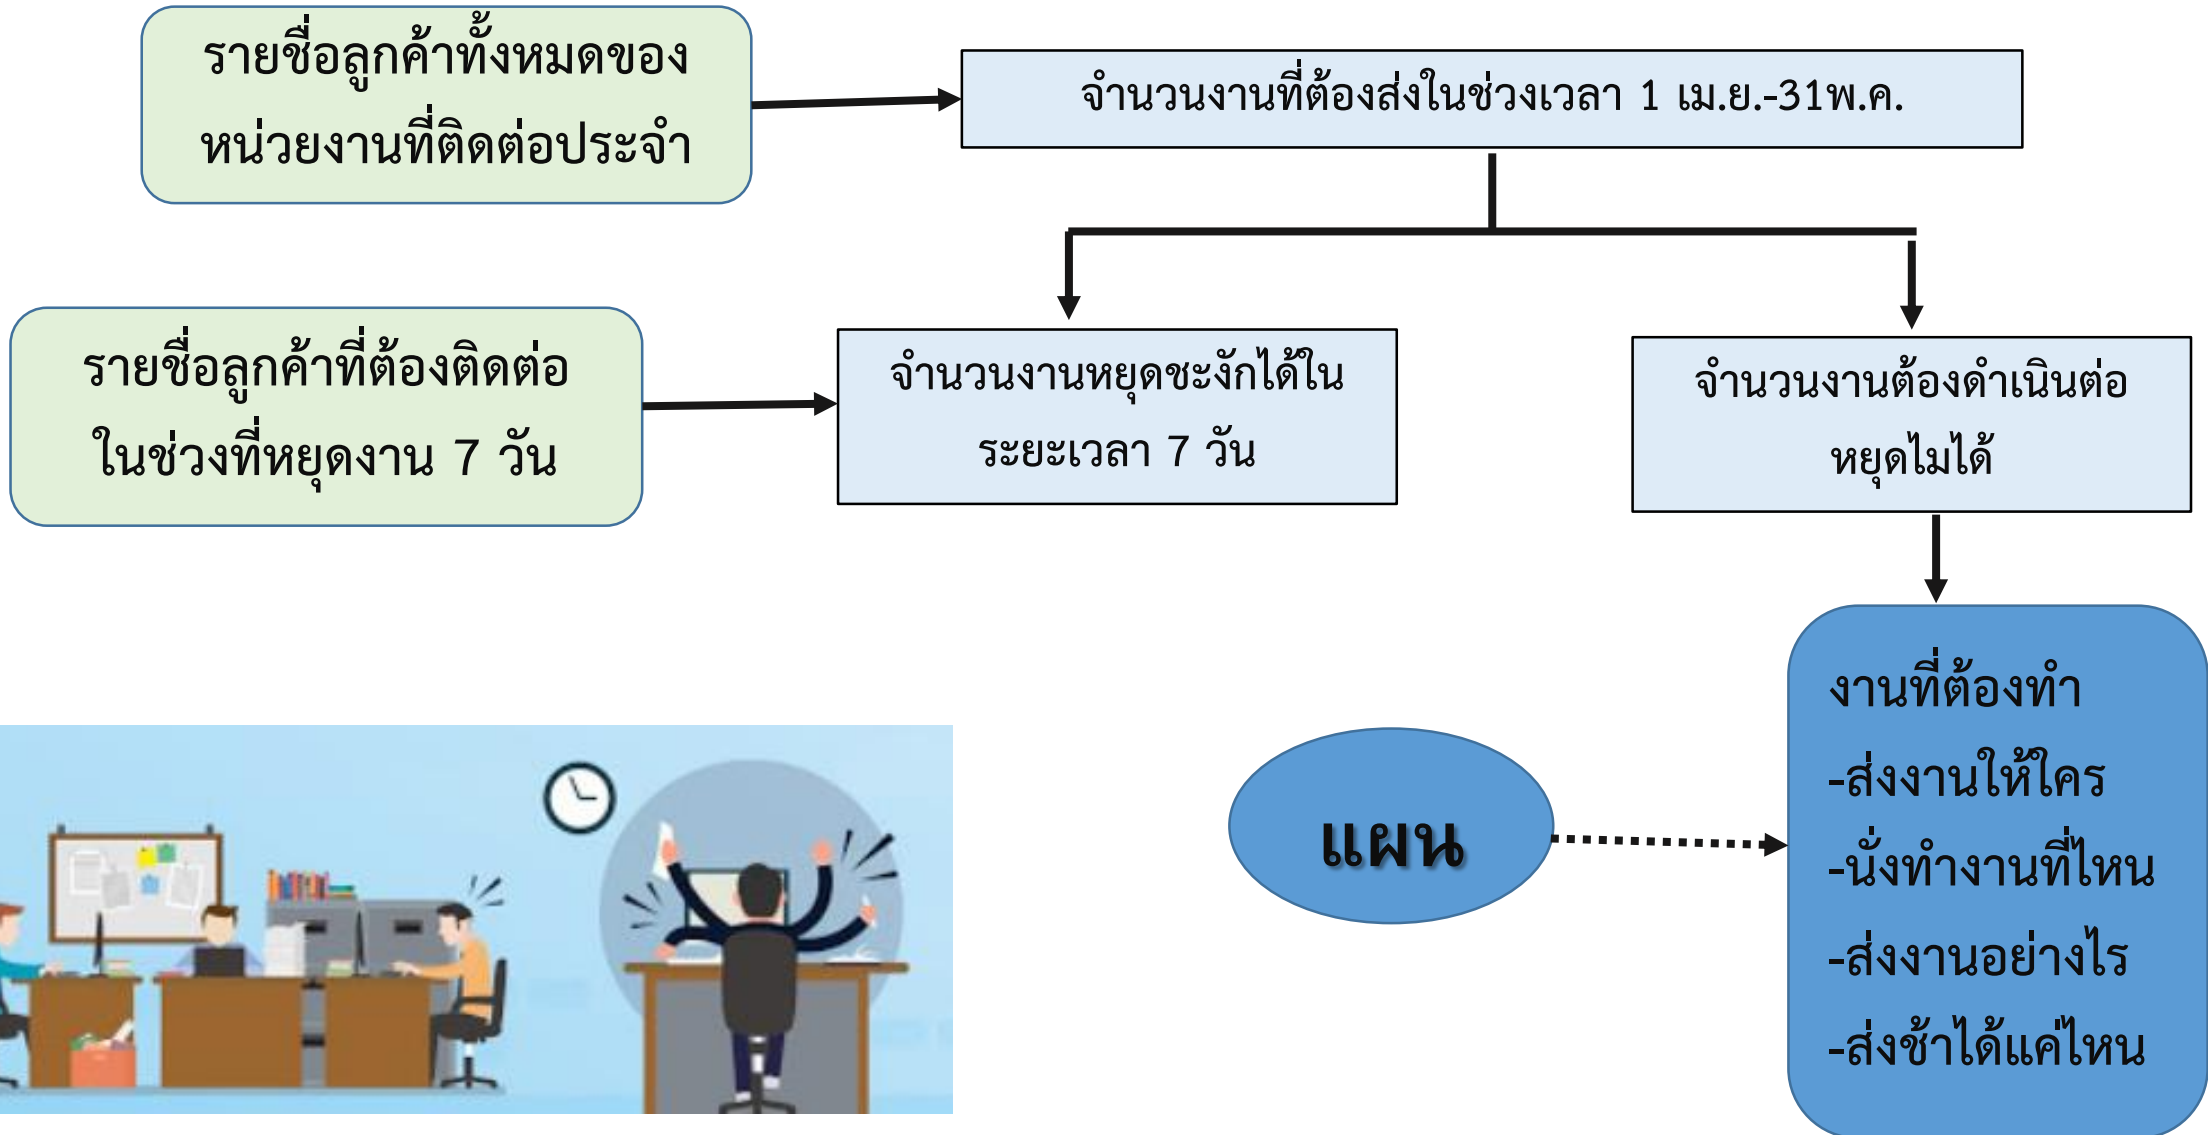 รายชื่อลูกค้าทั้งหมดของ
หน่วยงานที่ติดต่อประจำ
จำนวนงานที่ต้องส่งในช่วงเวลา 1 เม.ย.-31พ.ค.
รายชื่อลูกค้าที่ต้องติดต่อ
ในช่วงที่หยุดงาน 7 วัน
จำนวนงานหยุดชะงักได้ใน
ระยะเวลา 7 วัน
จำนวนงานต้องดำเนินต่อ
หยุดไมได้
แผน
งานที่ต้องทำ
-ส่งงานให้ใคร
-นั่งทำงานที่ไหน
-ส่งงานอย่างไร
-ส่งช้าได้แค่ไหน